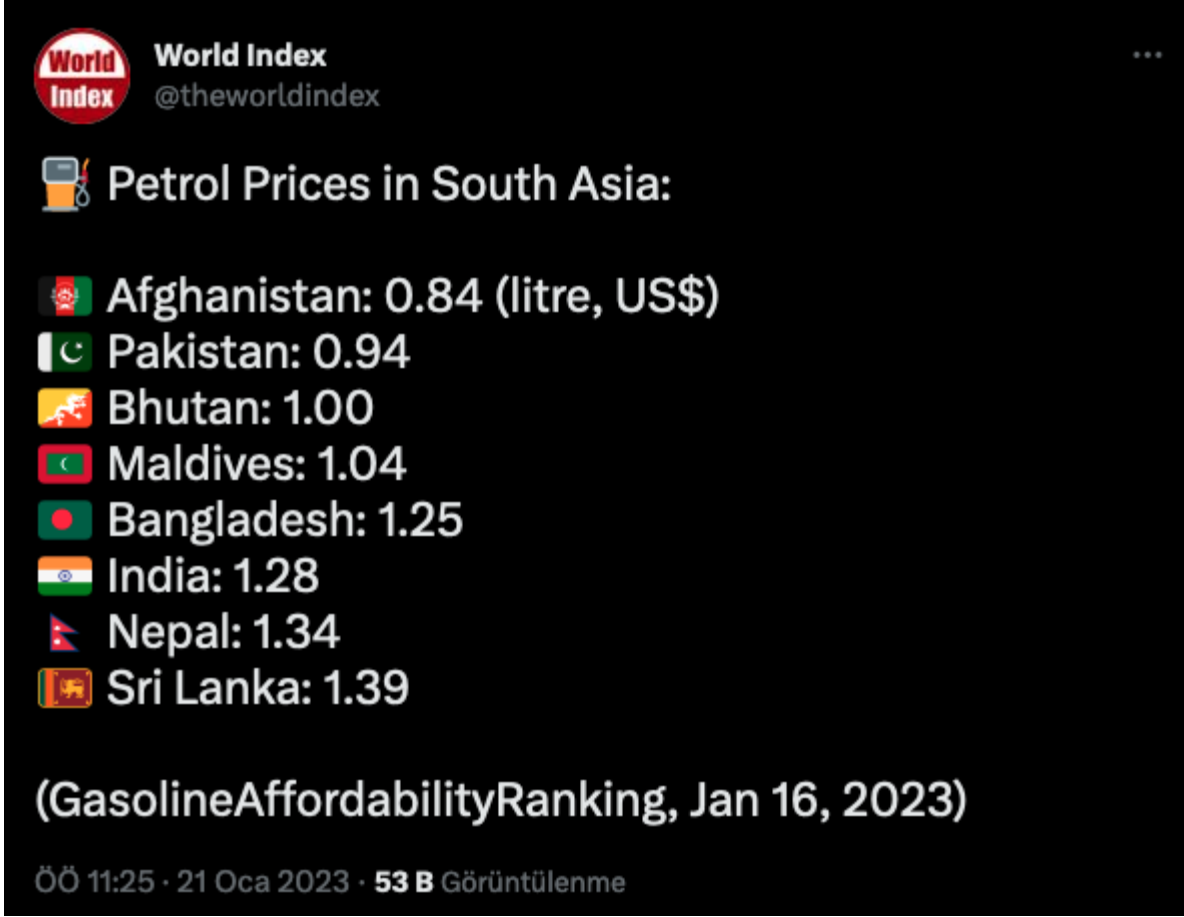 World
Index
World Index
@theworldindex
Petrol Prices in South Asia:
Afghanistan: 0.84 (litre, US$)
Pakistan: 0.94
Bhutan: 1.00
Maldives: 1.04
Bangladesh: 1.25
India: 1.28
Nepal: 1.34
Sri Lanka: 1.39
(GasolineAffordabilityRanking, Jan 16, 2023)
ÖÖ 11:25 · 21 Oca 2023 · 53 B Görüntülenme